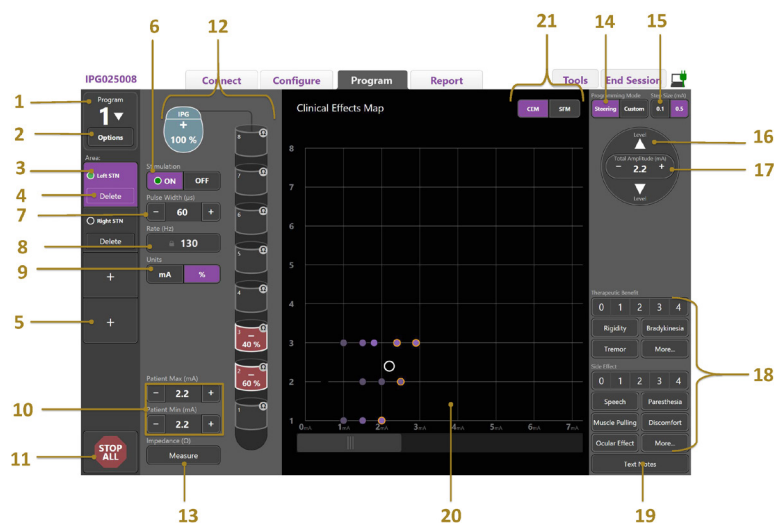 6
12
21
14
15
IPG025008
Connect
Configure
Program
Report
Tools
End Session
1
Program
1
2
Options
Area:
3
Left STN
4
Delete
Right STN
Delete
+
5
+
STOP
ALL
11
IPG
+
100 %
Stimulation
ON OFF
7
Pulse Width (µs)
− 60 +
8
Rate (Hz)
130
9
Units
mA %
10
Patient Max (mA)
− 2.2 +
Patient Min (mA)
− 2.2 +
Impedance (Ω)
Measure
13
8 Ω
7 Ω
6 Ω
5 Ω
4 Ω
3 Ω
−
40 %
2 Ω
−
60 %
1 Ω
Clinical Effects Map
CEM SFM
8
7
6
5
4
3
2
1
0mA 1mA 2mA 3mA 4mA 5mA 6mA 7mA
20
Programming Mode
Steering Custom
Step Size (mA)
0.1 0.5
16
Level
Total Amplitude (mA)
− 2.2 +
17
Level
Therapeutic Benefit
0 1 2 3 4
Rigidity Bradykinesia
Tremor More...
18
Side Effect
0 1 2 3 4
Speech Paresthesia
Muscle Pulling Discomfort
Ocular Effect More...
Text Notes
19